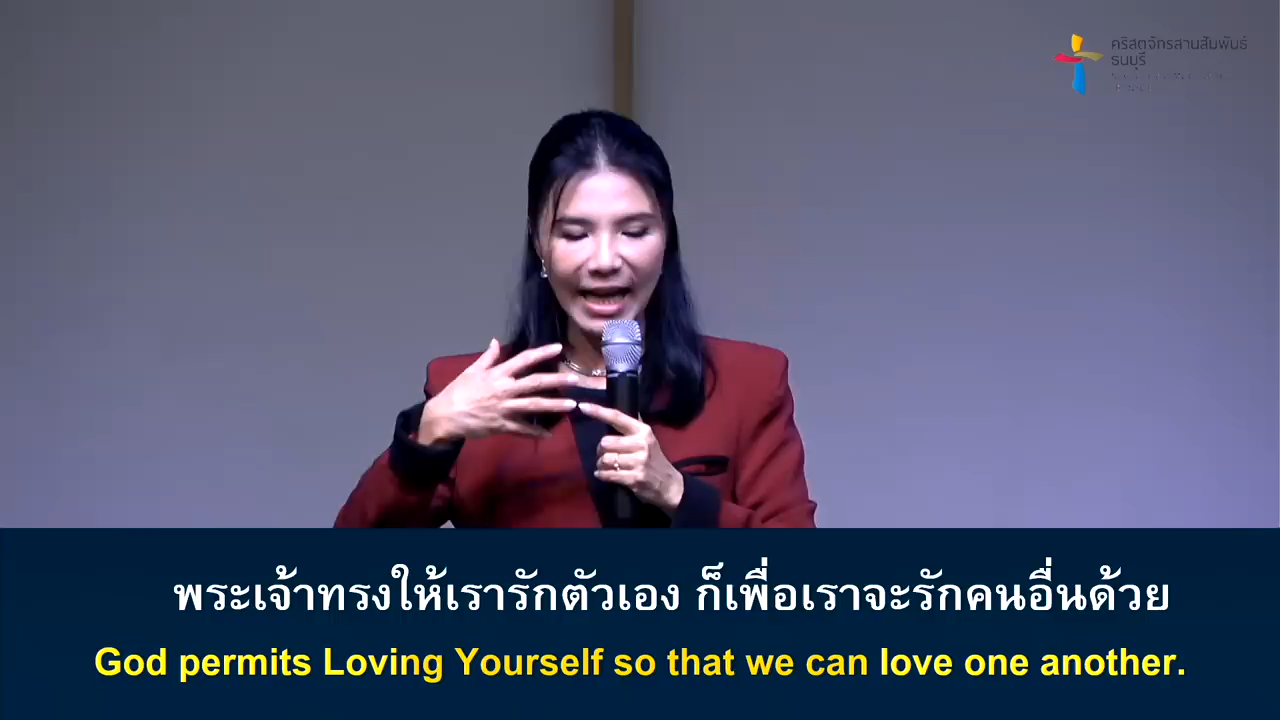 คริสตจักรสานสัมพันธ์
ธนบุรี
พระเจ้าทรงให้เรารักตัวเอง ก็เพื่อเราจะรักคนอื่นด้วย
God permits Loving Yourself so that we can love one another.